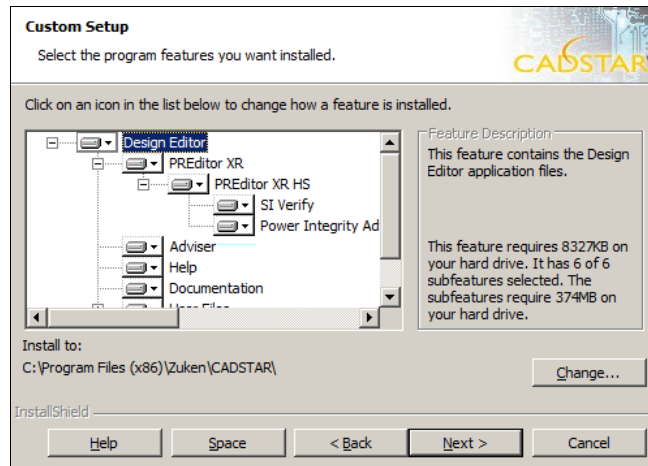 Custom Setup
Select the program features you want installed.
CADSTAR
Click on an icon in the list below to change how a feature is installed.
Design Editor
PREditor XR
PREditor XR HS
SI Verify
Power Integrity Ad
Adviser
Help
Documentation
User Files
Feature Description
This feature contains the Design
Editor application files.
This feature requires 8327KB on
your hard drive. It has 6 of 6
subfeatures selected. The
subfeatures require 374MB on
your hard drive.
Install to:
C:\Program Files (x86)\Zuken\CADSTAR\
Change...
InstallShield
Help
Space
< Back
Next >
Cancel